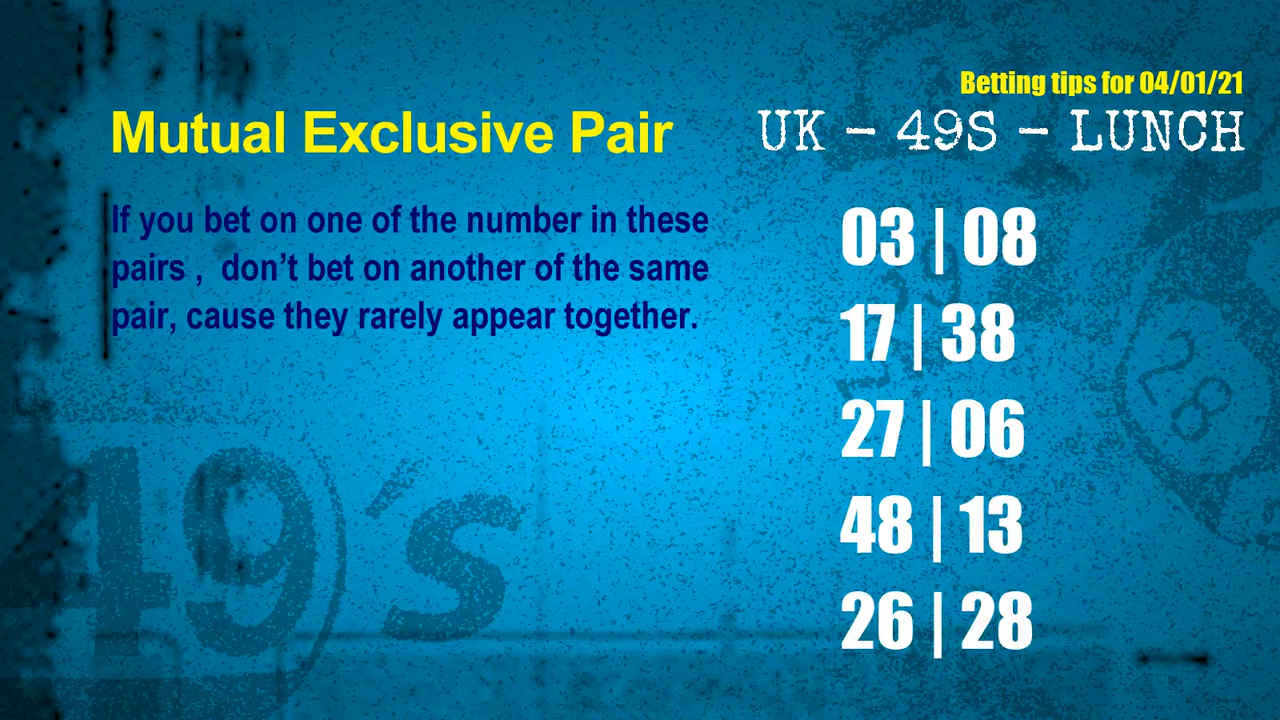 Betting tips for 04/01/21
Mutual Exclusive Pair
UK - 49S - LUNCH
If you bet on one of the number in these
pairs ,  don't bet on another of the same
pair, cause they rarely appear together.
03 | 08
17 | 38
27 | 06
48 | 13
26 | 28
49's
28